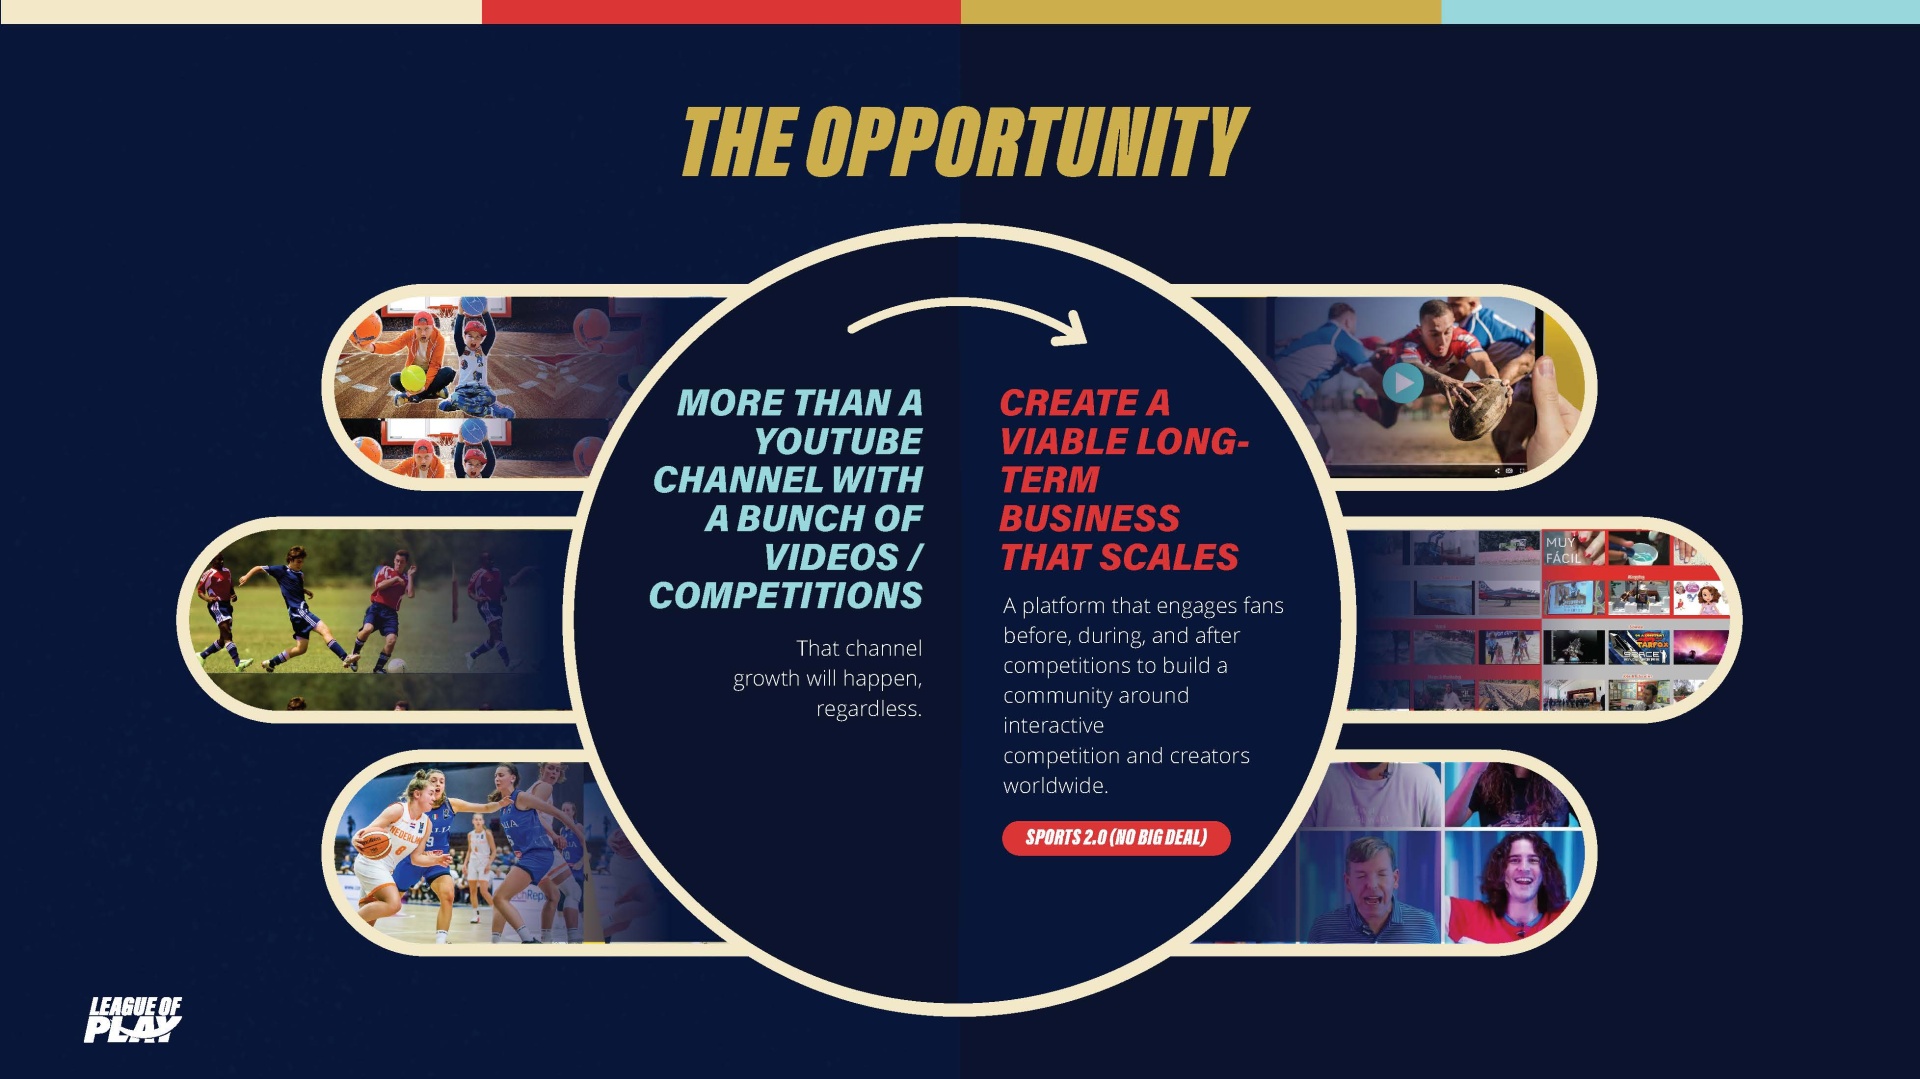 THE OPPORTUNITY
MORE THAN A
YOUTUBE
CHANNEL WITH
A BUNCH OF
VIDEOS /
COMPETITIONS
That channel
growth will happen,
regardless.
CREATE A
VIABLE LONG-
TERM
BUSINESS
THAT SCALES
A platform that engages fans
before, during, and after
competitions to build a
community around
interactive
competition and creators
worldwide.
SPORTS 2.0 (NO BIG DEAL)
MUY
FÁCIL
NEDERL
LEAGUE OF
PLAY